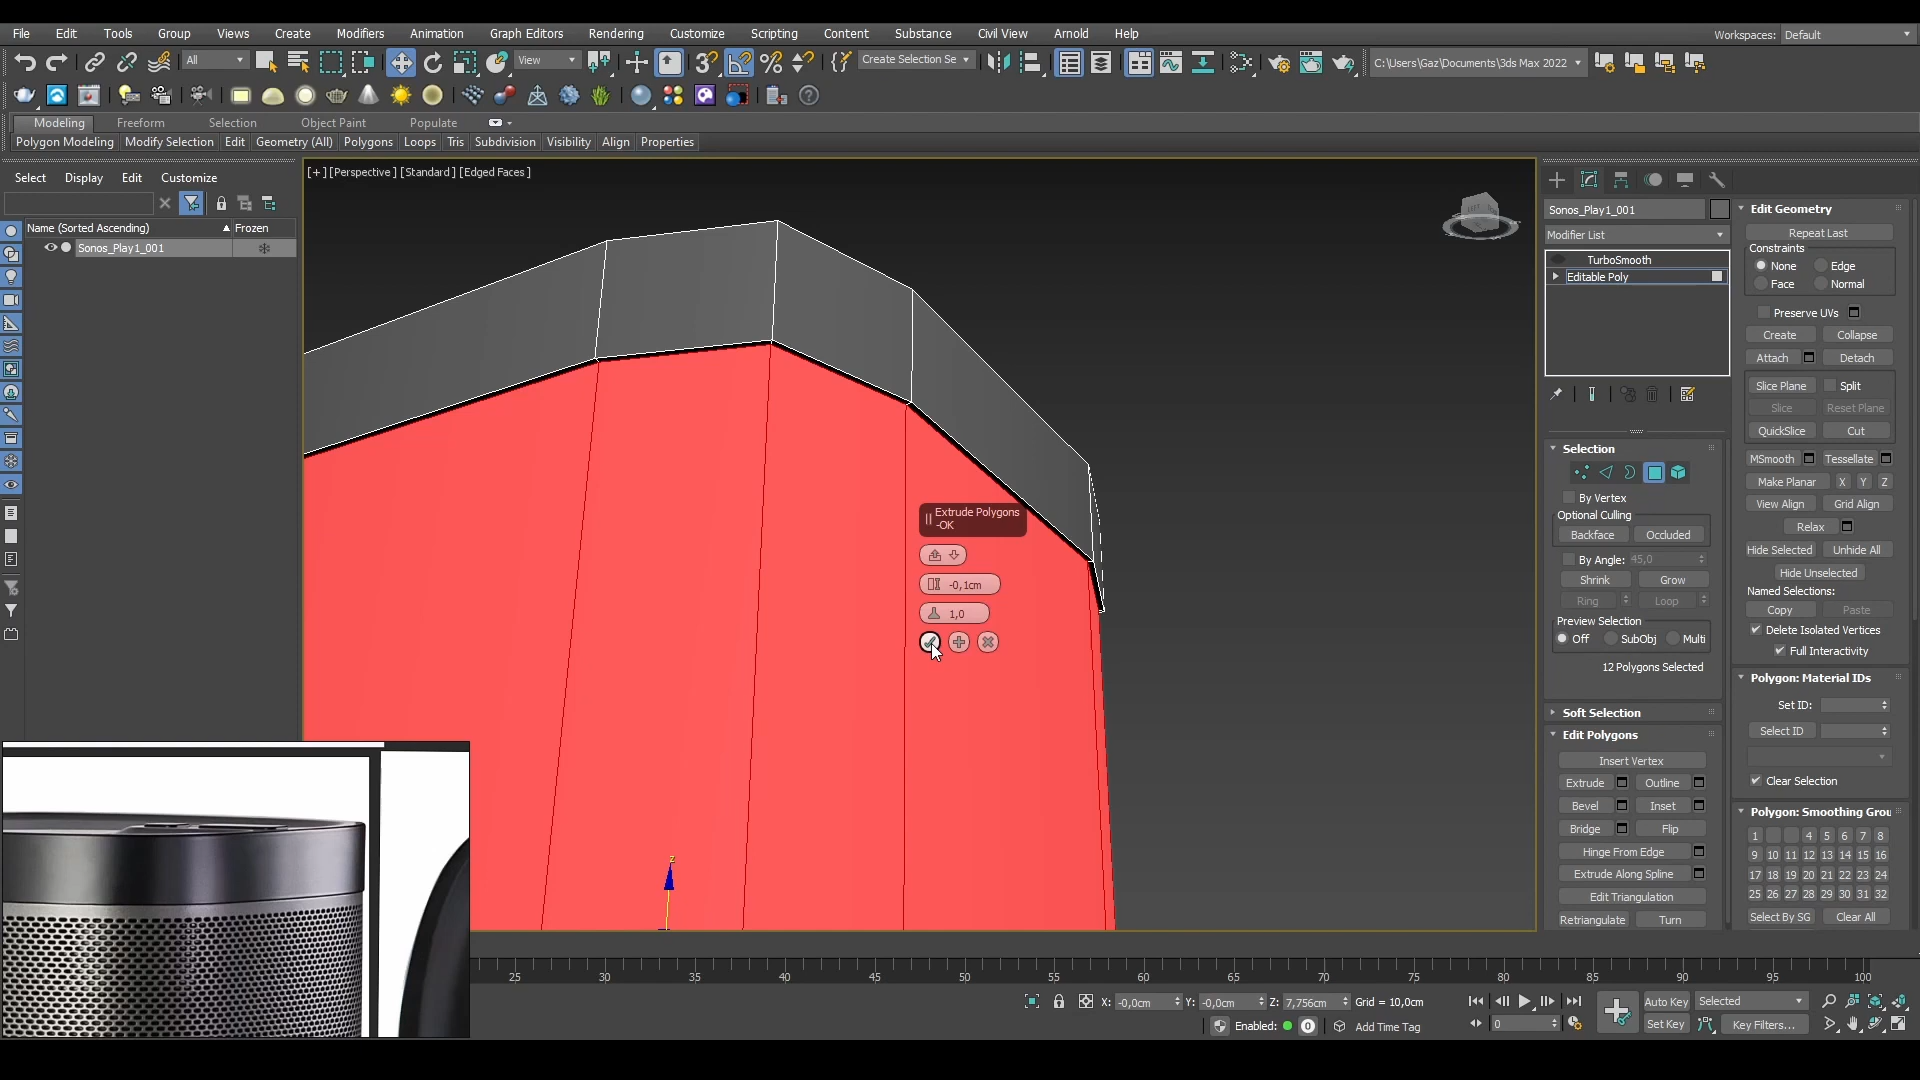 File Edit Tools Group Views Create Modifiers Animation Graph Editors Rendering Customize Scripting Content Substance Civil View Arnold Help Workspaces: Default
All View Create Selection Se C:\Users\Gaz\Documents\3ds Max 2022
Modeling Freeform Selection Object Paint Populate
Polygon Modeling Modify Selection Edit Geometry (All) Polygons Loops Tris Subdivision Visibility Align Properties
[+] [Perspective] [Standard] [Edged Faces]
Select Display Edit Customize
Name (Sorted Ascending) Frozen
Sonos_Play1_001
Extrude Polygons
-OK
-0,1cm
1,0
z
Sonos_Play1_001
Modifier List
TurboSmooth
Editable Poly
Selection
By Vertex
Optional Culling
Backface Occluded
By Angle: 45,0
Shrink Grow
Ring Loop
Preview Selection
Off SubObj Multi
12 Polygons Selected
Soft Selection
Edit Polygons
Insert Vertex
Extrude Outline
Bevel Inset
Bridge Flip
Hinge From Edge
Extrude Along Spline
Edit Triangulation
Retriangulate Turn
Edit Geometry
Repeat Last
Constraints
None Edge
Face Normal
Preserve UVs
Create Collapse
Attach Detach
Slice Plane Split
Slice Reset Plane
QuickSlice Cut
MSmooth Tessellate
Make Planar X Y Z
View Align Grid Align
Relax
Hide Selected Unhide All
Hide Unselected
Named Selections:
Copy Paste
Delete Isolated Vertices
Full Interactivity
Polygon: Material IDs
Set ID:
Select ID
Clear Selection
Polygon: Smoothing Grou
1 4 5 6 7 8
9 10 11 12 13 14 15 16
17 18 19 20 21 22 23 24
25 26 27 28 29 30 31 32
Select By SG Clear All
25 30 35 40 45 50 55 60 65 70 75 80 85 90 95 100
X: -0,0cm Y: -0,0cm Z: 7,756cm Grid = 10,0cm
Enabled: 0 Add Time Tag
Auto Key Selected
0 Set Key Key Filters...